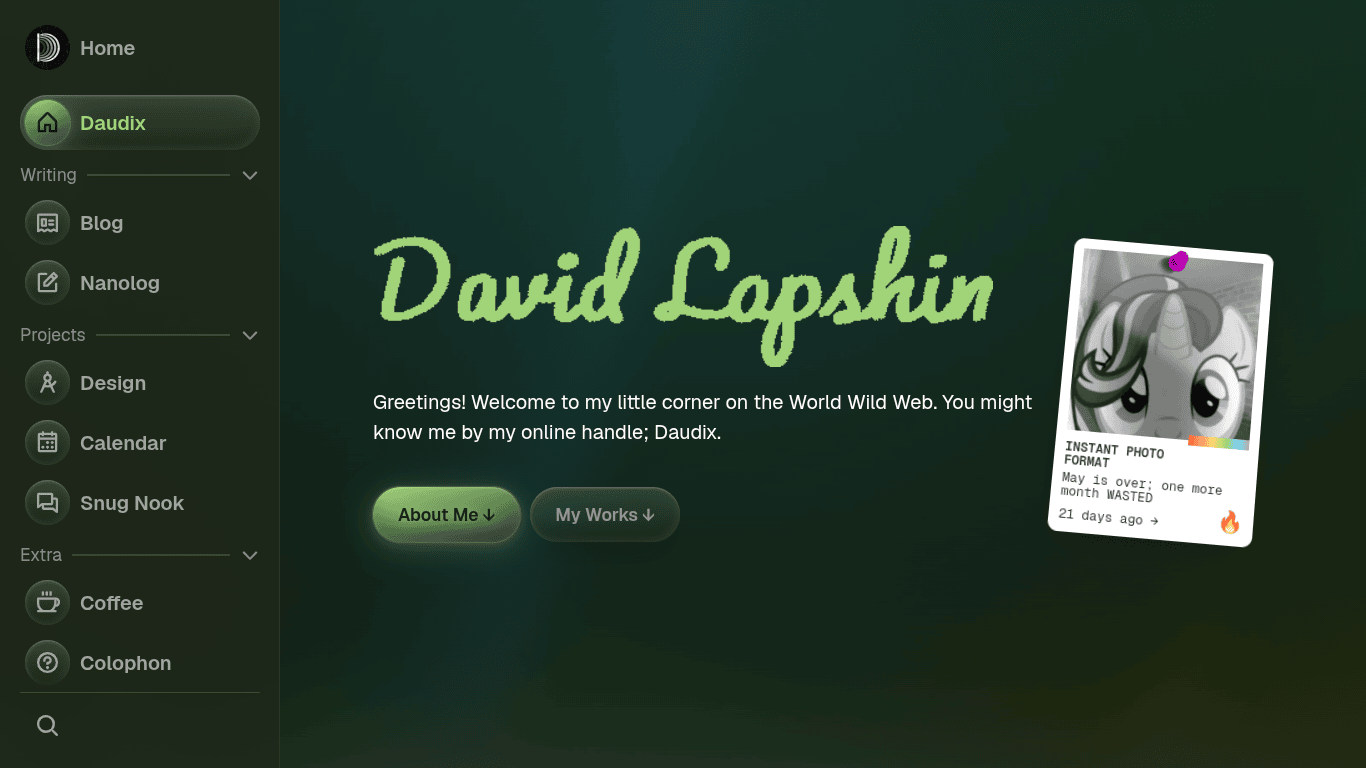 Home
Daudix
Writing
Blog
Nanolog
Projects
Design
Calendar
Snug Nook
Extra
Coffee
Colophon
David Lapshin
Greetings! Welcome to my little corner on the World Wild Web. You might
know me by my online handle; Daudix.
About Me ↓
My Works ↓
INSTANT PHOTO
FORMAT
May is over; one more
month WASTED
21 days ago →